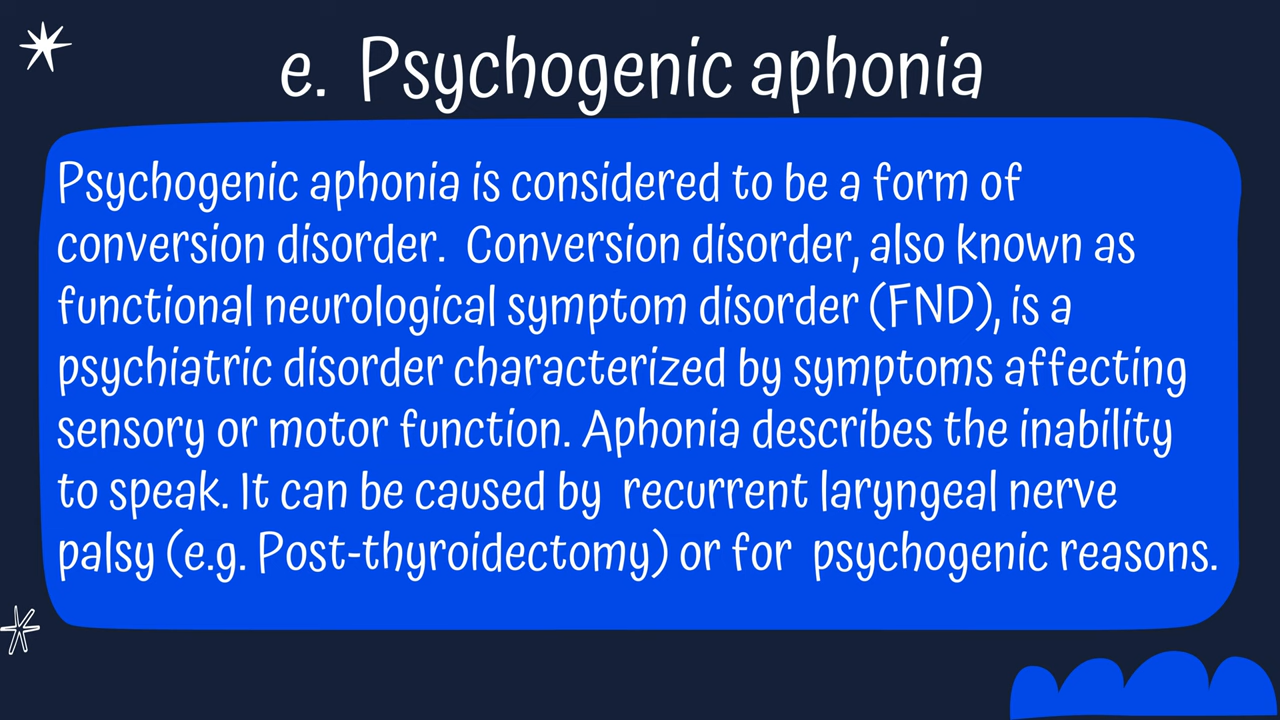 e. Psychogenic aphonia
Psychogenic aphonia is considered to be a form of
conversion disorder. Conversion disorder, also known as
functional neurological symptom disorder (FND), is a
psychiatric disorder characterized by symptoms affecting
sensory or motor function. Aphonia describes the inability
to speak. It can be caused by recurrent laryngeal nerve
palsy (e.g. Post-thyroidectomy) or for psychogenic reasons.